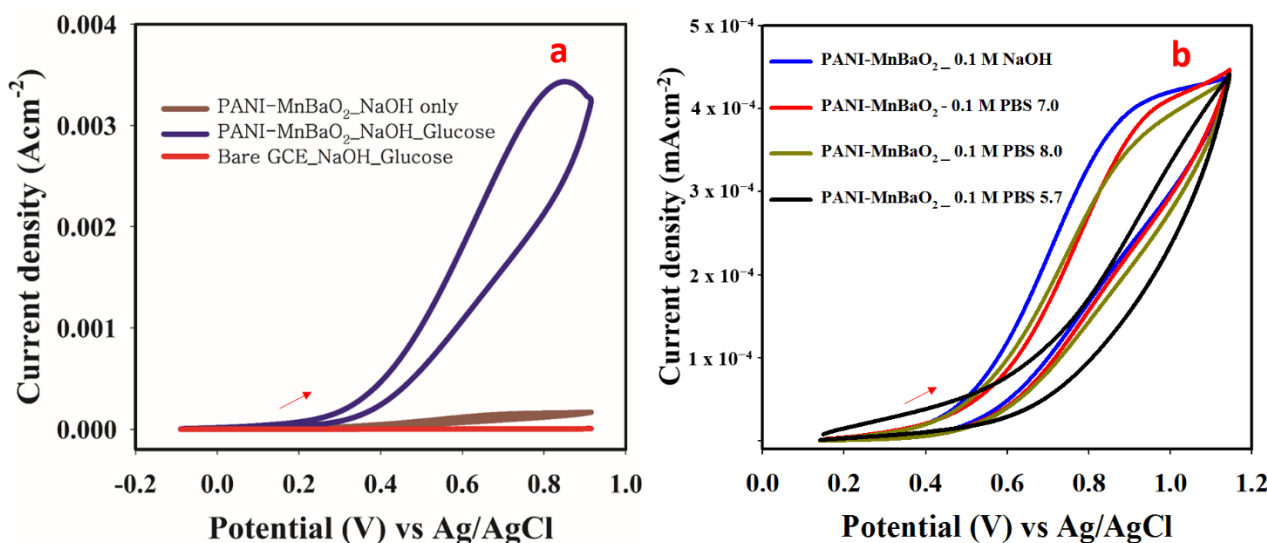 a
0.004
0.003
0.002
0.001
0.000
Current density (Acm⁻²)
PANI-MnBaO₂_NaOH only
PANI-MnBaO₂_NaOH_Glucose
Bare GCE_NaOH_Glucose
-0.2 0.0 0.2 0.4 0.6 0.8 1.0
Potential (V) vs Ag/AgCl
b
5 x 10⁻⁴
4 x 10⁻⁴
3 x 10⁻⁴
2 x 10⁻⁴
1 x 10⁻⁴
Current density (mAcm⁻²)
PANI-MnBaO₂_ 0.1 M NaOH
PANI-MnBaO₂ - 0.1 M PBS 7.0
PANI-MnBaO₂_ 0.1 M PBS 8.0
PANI-MnBaO₂_ 0.1 M PBS 5.7
0.0 0.2 0.4 0.6 0.8 1.0 1.2
Potential (V) vs Ag/AgCl